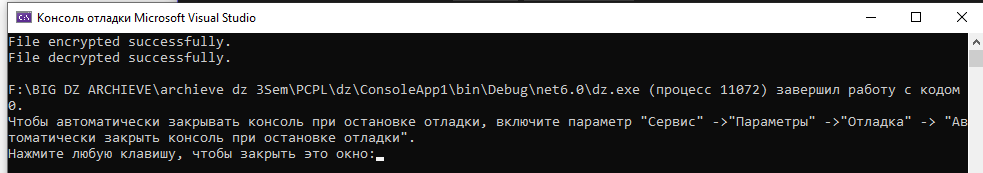 Консоль отладки Microsoft Visual Studio
File encrypted successfully.
File decrypted successfully.
F:\BIG DZ ARCHIEVE\archieve dz 3Sem\PCPL\dz\ConsoleApp1\bin\Debug\net6.0\dz.exe (процесс 11072) завершил работу с кодом
0.
Чтобы автоматически закрывать консоль при остановке отладки, включите параметр "Сервис" ->"Параметры" ->"Отладка" -> "Ав
томатически закрыть консоль при остановке отладки".
Нажмите любую клавишу, чтобы закрыть это окно: